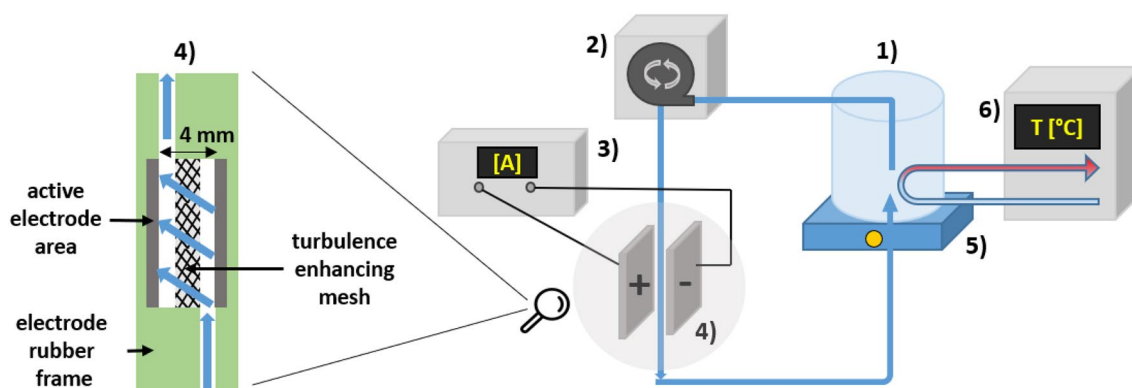 4)
4 mm
active
electrode
area
turbulence
enhancing
mesh
electrode
rubber
frame
2)
1)
3)
[A]
6)
T [°C]
5)
+
-
4)